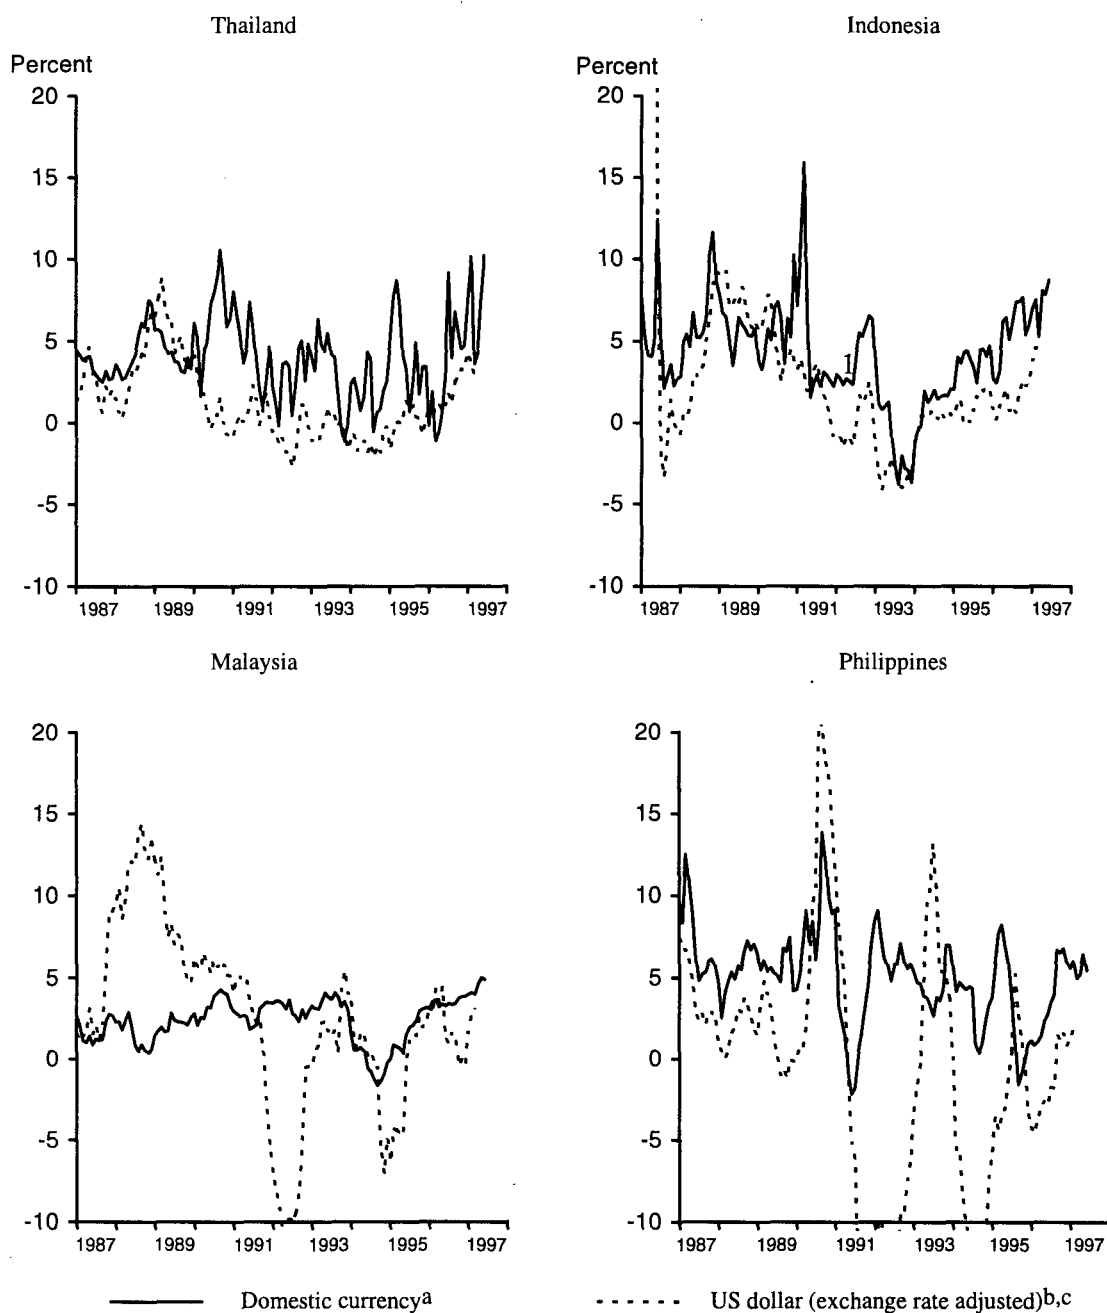 Thailand
Percent
20
15
10
5
0
-5
-10
1987 1989 1991 1993 1995 1997
Indonesia
Percent
20
15
10
5
0
-5
-10
1
1987 1989 1991 1993 1995 1997
Malaysia
20
15
10
5
0
-5
-10
1987 1989 1991 1993 1995 1997
Philippines
20
15
10
5
0
-5
-10
1987 1989 1991 1993 1995 1997
Domestic currencyᵃ
US dollar (exchange rate adjusted)ᵇ,ᶜ